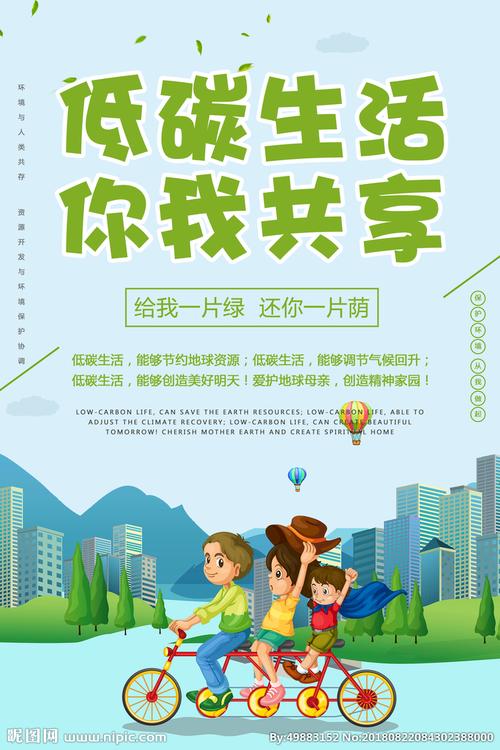 低碳生活
你我共享
环境与人类共存 资源开发与环境保护协调
给我一片绿 还你一片荫
保护环境 从我做起
低碳生活，能够节约地球资源；低碳生活，能够调节气候回升；
低碳生活，能够创造美好明天！爱护地球母亲，创造精神家园！
LOW-CARBON LIFE, CAN SAVE THE EARTH RESOURCES; LOW-CARBON LIFE, ABLE TO
ADJUST THE CLIMATE RECOVERY; LOW-CARBON LIFE, CAN CREATE BEAUTIFUL
TOMORROW! CHERISH MOTHER EARTH AND CREATE SPIRITUAL HOME
昵图网
www.nipic.com
By:49883152 No:20180822084302388000